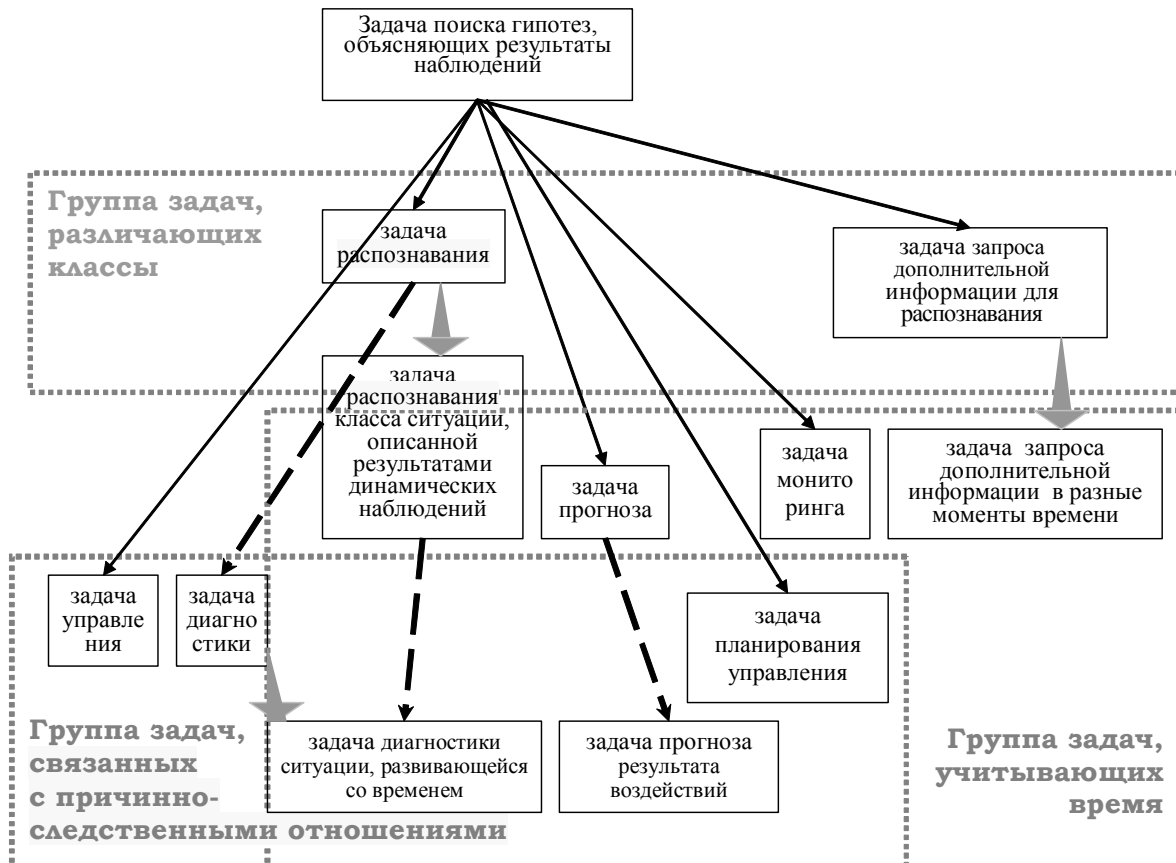 Задача поиска гипотез,
объясняющих результаты
наблюдений
Группа задач,
различающих
классы
задача
распознавания
задача запроса
дополнительной
информации для
распознавания
задача
распознавания
класса ситуации,
описанной
результатами
динамических
наблюдений
задача
прогноза
задача
монито
ринга
задача запроса
дополнительной
информации в разные
моменты времени
задача
управле
ния
задача
диагно
стики
задача
планирования
управления
Группа задач,
связанных
с причинно-
следственными отношениями
задача диагностики
ситуации, развивающейся
со временем
задача прогноза
результата
воздействий
Группа задач,
учитывающих
время